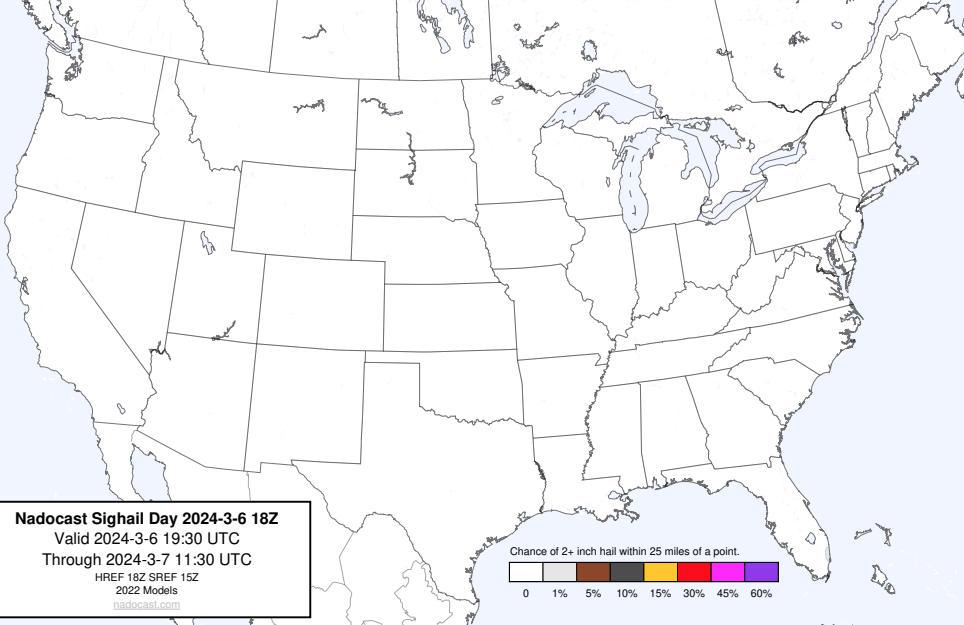 Nadocast Sighail Day 2024-3-6 18Z
Valid 2024-3-6 19:30 UTC
Through 2024-3-7 11:30 UTC
HREF 18Z SREF 15Z
2022 Models
nadocast.com
Chance of 2+ inch hail within 25 miles of a point.
0 1% 5% 10% 15% 30% 45% 60%